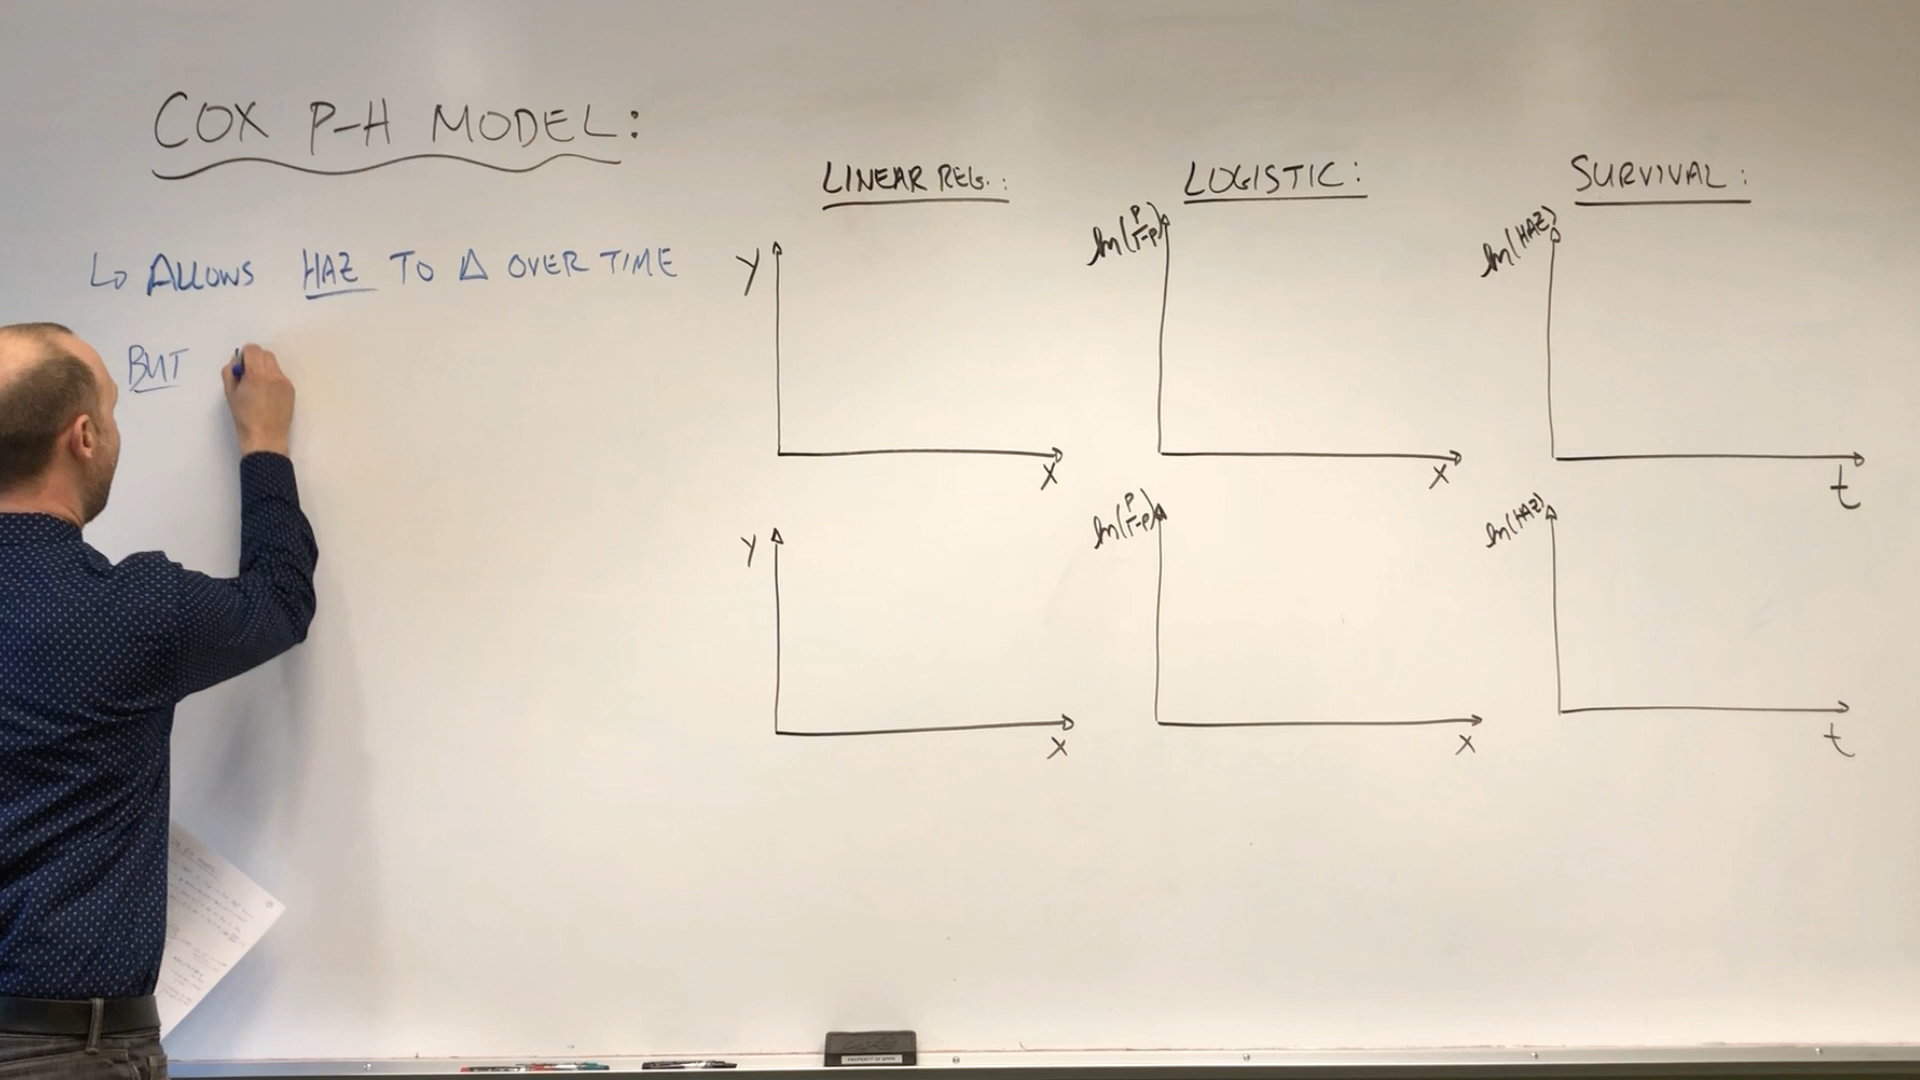 COX P-H MODEL:
↳ ALLOWS HAZ TO Δ OVER TIME
BUT
LINEAR REG.:
Y
X
Y
X
LOGISTIC:
ln(P/1-P)
X
ln(P/1-P)
X
SURVIVAL:
ln(HAZ)
t
ln(HAZ)
t